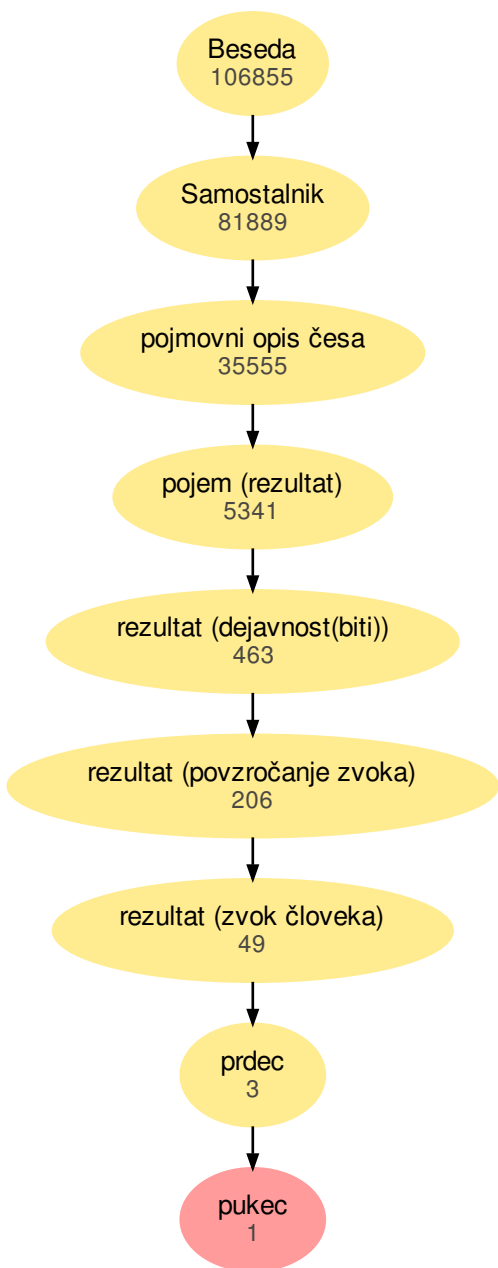 Beseda
106855
Samostalnik
81889
pojmovni opis česa
35555
pojem (rezultat)
5341
rezultat (dejavnost(biti))
463
rezultat (povzročanje zvoka)
206
rezultat (zvok človeka)
49
prdec
3
pukec
1